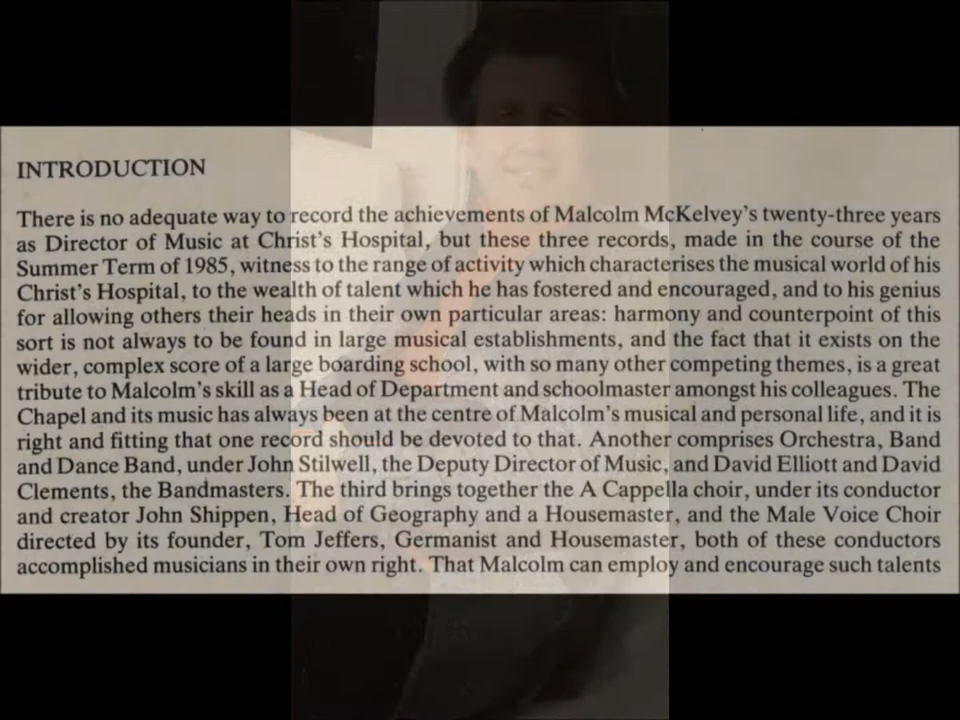 INTRODUCTION
There is no adequate way to record the achievements of Malcolm McKelvey's twenty-three years
as Director of Music at Christ's Hospital, but these three records, made in the course of the
Summer Term of 1985, witness to the range of activity which characterises the musical world of his
Christ's Hospital, to the wealth of talent which he has fostered and encouraged, and to his genius
for allowing others their heads in their own particular areas: harmony and counterpoint of this
sort is not always to be found in large musical establishments, and the fact that it exists on the
wider, complex score of a large boarding school, with so many other competing themes, is a great
tribute to Malcolm's skill as a Head of Department and schoolmaster amongst his colleagues. The
Chapel and its music has always been at the centre of Malcolm's musical and personal life, and it is
right and fitting that one record should be devoted to that. Another comprises Orchestra, Band
and Dance Band, under John Stilwell, the Deputy Director of Music, and David Elliott and David
Clements, the Bandmasters. The third brings together the A Cappella choir, under its conductor
and creator John Shippen, Head of Geography and a Housemaster, and the Male Voice Choir
directed by its founder, Tom Jeffers, Germanist and Housemaster, both of these conductors
accomplished musicians in their own right. That Malcolm can employ and encourage such talents